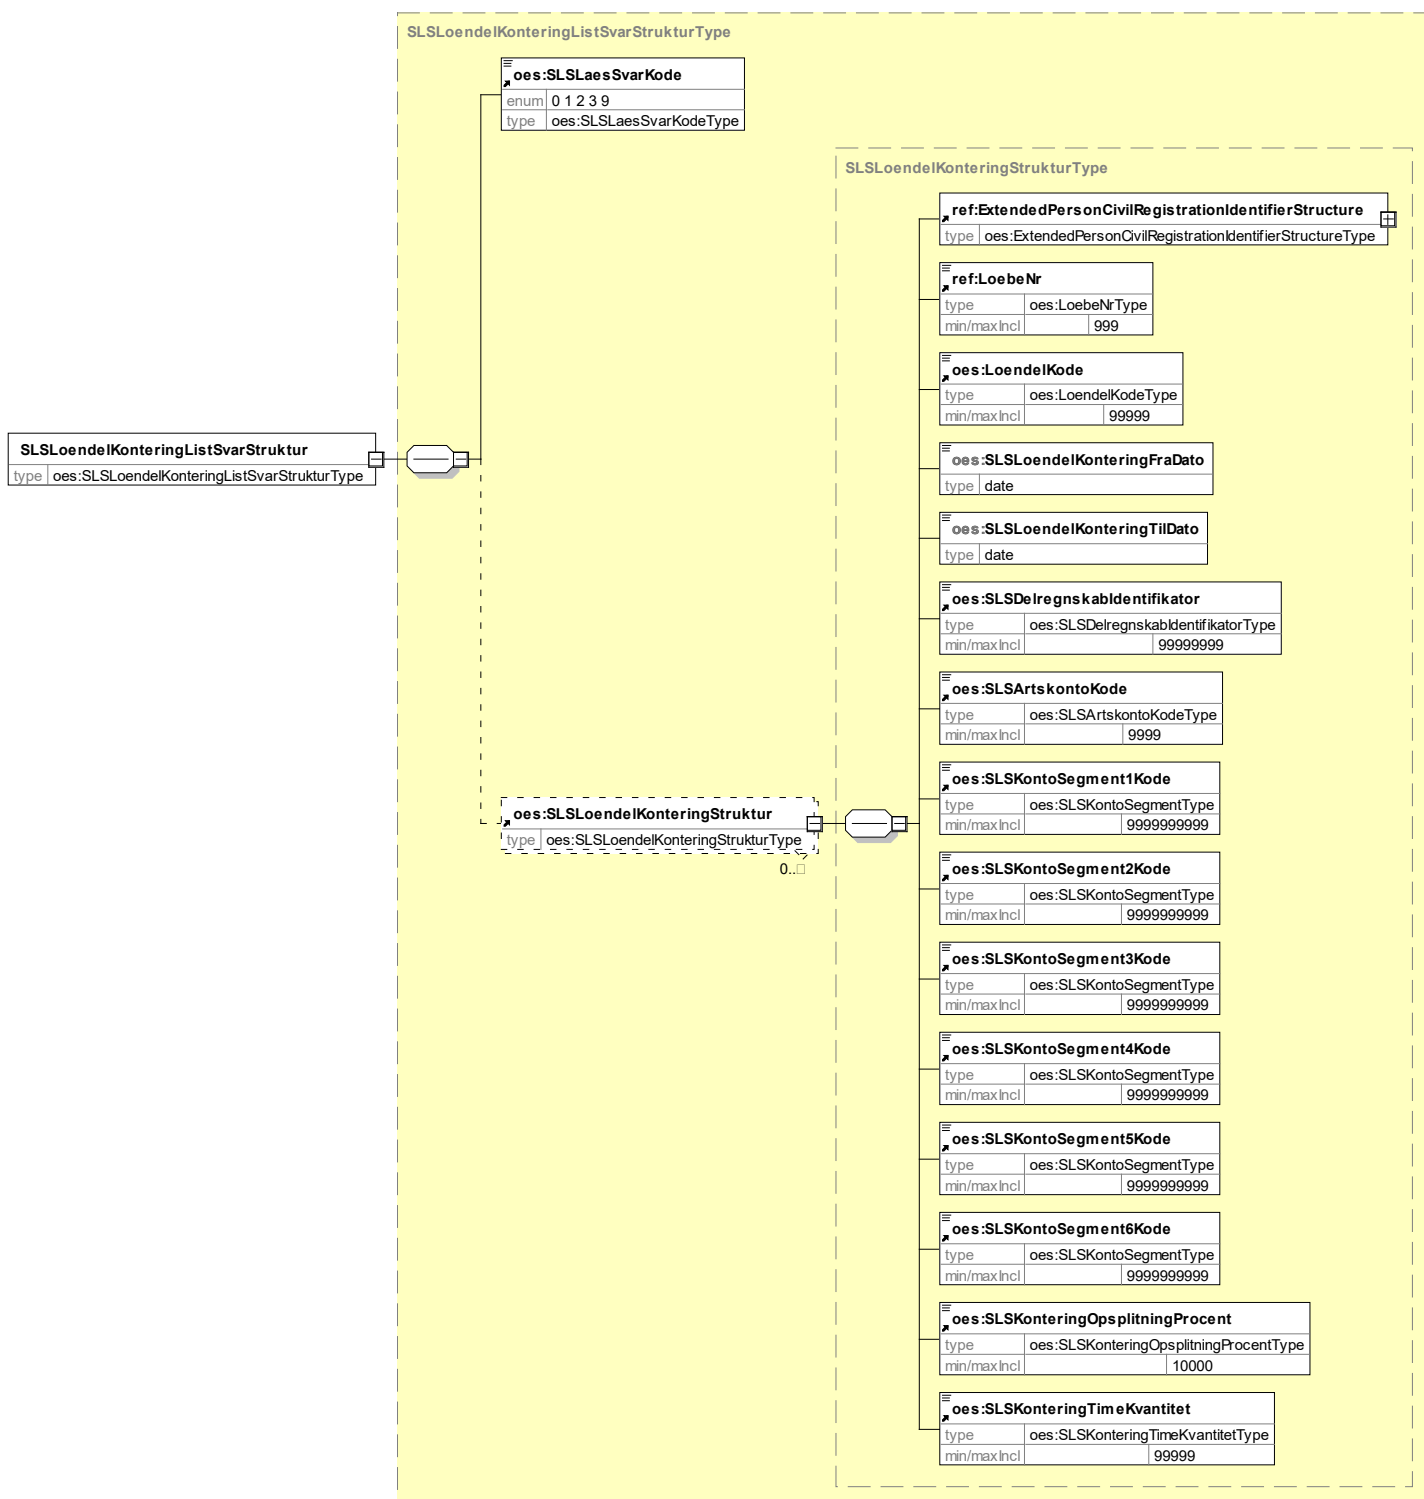 SLSLoendelKonteringListSvarStrukturType
oes:SLSLaesSvarKode
enum 0 1 2 3 9
type oes:SLSLaesSvarKodeType
SLSLoendelKonteringStrukturType
ref:ExtendedPersonCivilRegistrationIdentifierStructure
type oes:ExtendedPersonCivilRegistrationIdentifierStructureType
ref:LoebeNr
type oes:LoebeNrType
min/maxIncl 999
oes:LoendelKode
type oes:LoendelKodeType
min/maxIncl 99999
SLSLoendelKonteringListSvarStruktur
type oes:SLSLoendelKonteringListSvarStrukturType
oes:SLSLoendelKonteringFraDato
type date
oes:SLSLoendelKonteringTilDato
type date
oes:SLSDelregnskabIdentifikator
type oes:SLSDelregnskabIdentifikatorType
min/maxIncl 99999999
oes:SLSArtskontoKode
type oes:SLSArtskontoKodeType
min/maxIncl 9999
oes:SLSKontoSegment1Kode
type oes:SLSKontoSegmentType
min/maxIncl 9999999999
oes:SLSLoendelKonteringStruktur
type oes:SLSLoendelKonteringStrukturType
0..□
oes:SLSKontoSegment2Kode
type oes:SLSKontoSegmentType
min/maxIncl 9999999999
oes:SLSKontoSegment3Kode
type oes:SLSKontoSegmentType
min/maxIncl 9999999999
oes:SLSKontoSegment4Kode
type oes:SLSKontoSegmentType
min/maxIncl 9999999999
oes:SLSKontoSegment5Kode
type oes:SLSKontoSegmentType
min/maxIncl 9999999999
oes:SLSKontoSegment6Kode
type oes:SLSKontoSegmentType
min/maxIncl 9999999999
oes:SLSKonteringOpsplitningProcent
type oes:SLSKonteringOpsplitningProcentType
min/maxIncl 10000
oes:SLSKonteringTimeKvantitet
type oes:SLSKonteringTimeKvantitetType
min/maxIncl 99999